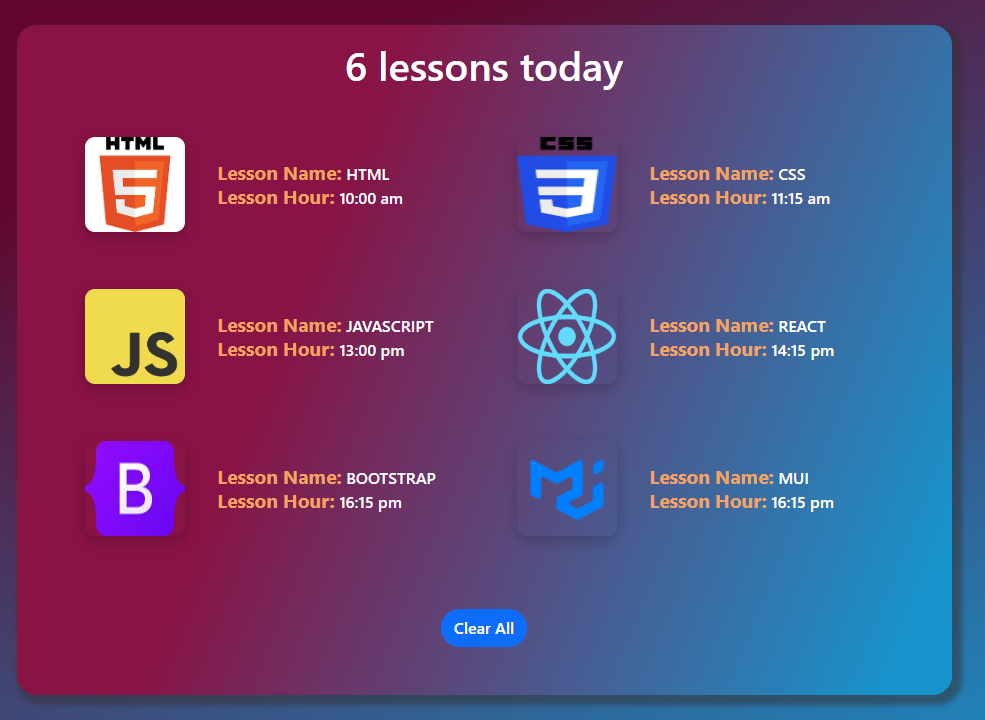 6 lessons today
HTML
5
Lesson Name: HTML
Lesson Hour: 10:00 am
CSS
3
Lesson Name: CSS
Lesson Hour: 11:15 am
JS
Lesson Name: JAVASCRIPT
Lesson Hour: 13:00 pm
Lesson Name: REACT
Lesson Hour: 14:15 pm
B
Lesson Name: BOOTSTRAP
Lesson Hour: 16:15 pm
Lesson Name: MUI
Lesson Hour: 16:15 pm
Clear All